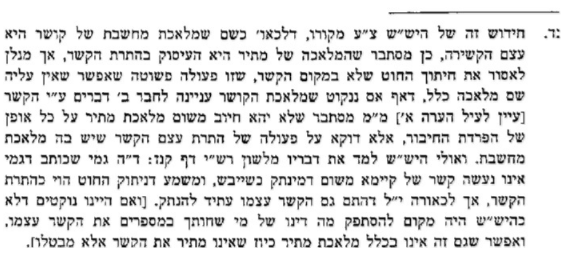 נד. חידוש זה של היש״ש צ״ע מקורו, דלכאו׳ כשם שמלאכת מחשבת של קושר היא
עצם הקשירה, כן מסתבר שהמלאכה של מתיר היא העיסוק בהתרת הקשר, אך מנלן
לאסור את חיתוך החוט שלא במקום הקשר, שזו פעולה פשוטה שאפשר שאין עליה
שם מלאכה כלל, דאף אם ננקוט שמלאכת הקושר עניינה לחבר ב׳ דברים ע״י הקשר
[עיין לעיל הערה א׳] מ״מ מסתבר שלא יהא חיוב משום מלאכת מתיר על כל אופן
של הפרדת החיבור, אלא דוקא על פעולה של התרת עצם הקשר שיש בה מלאכת
מחשבת. ואולי היש״ש למד את דבריו מלשון רש״י דף קנז: ד״ה גמי שכותב דגמי
אינו נעשה קשר של קיימא משום דמינתק כשייבש, ומשמע דניתוק החוט הוי כהתרת
הקשר, אך לכאורה י״ל דהתם גם הקשר עצמו עתיד להנתק. [ואם היינו נוקטים דלא
כהיש״ש היה מקום להסתפק מה דינו של מי שחותך במספרים את הקשר עצמו,
ואפשר שגם זה אינו בכלל מלאכת מתיר כיון שאינו מתיר את הקשר אלא מבטלו].